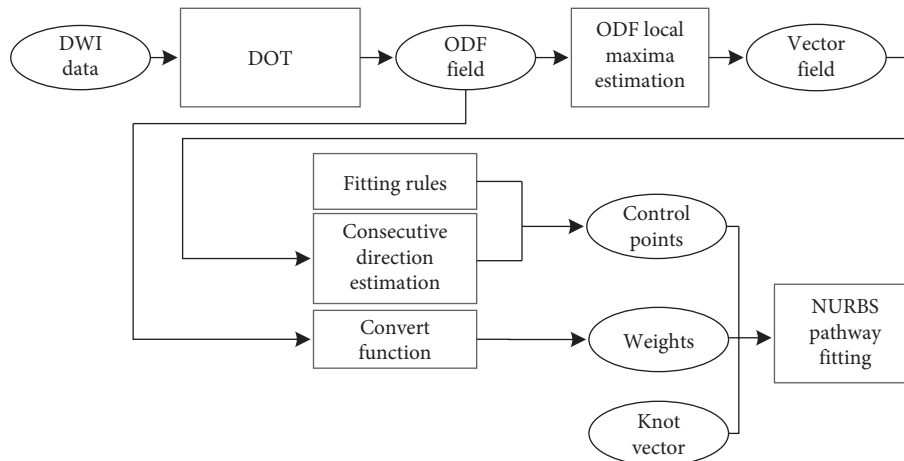 DWI
data
DOT
ODF
field
ODF local
maxima
estimation
Vector
field
Fitting rules
Consecutive
direction
estimation
Control
points
Convert
function
Weights
NURBS
pathway
fitting
Knot
vector